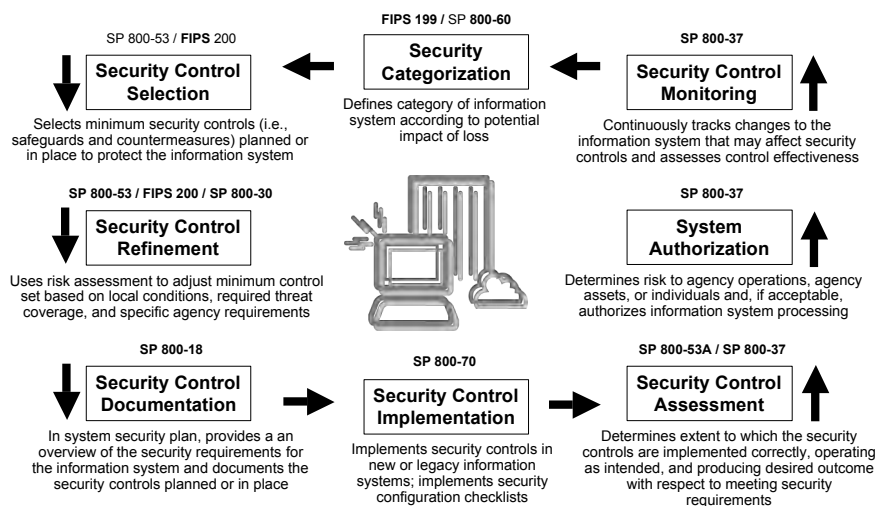 FIPS 199 / SP 800-60
Security
Categorization
Defines category of information
system according to potential
impact of loss
SP 800-53 / FIPS 200
Security Control
Selection
Selects minimum security controls (i.e.,
safeguards and countermeasures) planned or
in place to protect the information system
SP 800-53 / FIPS 200 / SP 800-30
Security Control
Refinement
Uses risk assessment to adjust minimum control
set based on local conditions, required threat
coverage, and specific agency requirements
SP 800-18
Security Control
Documentation
In system security plan, provides a an
overview of the security requirements for
the information system and documents the
security controls planned or in place
SP 800-70
Security Control
Implementation
Implements security controls in
new or legacy information
systems; implements security
configuration checklists
SP 800-53A / SP 800-37
Security Control
Assessment
Determines extent to which the security
controls are implemented correctly, operating
as intended, and producing desired outcome
with respect to meeting security
requirements
SP 800-37
System
Authorization
Determines risk to agency operations, agency
assets, or individuals and, if acceptable,
authorizes information system processing
SP 800-37
Security Control
Monitoring
Continuously tracks changes to the
information system that may affect security
controls and assesses control effectiveness